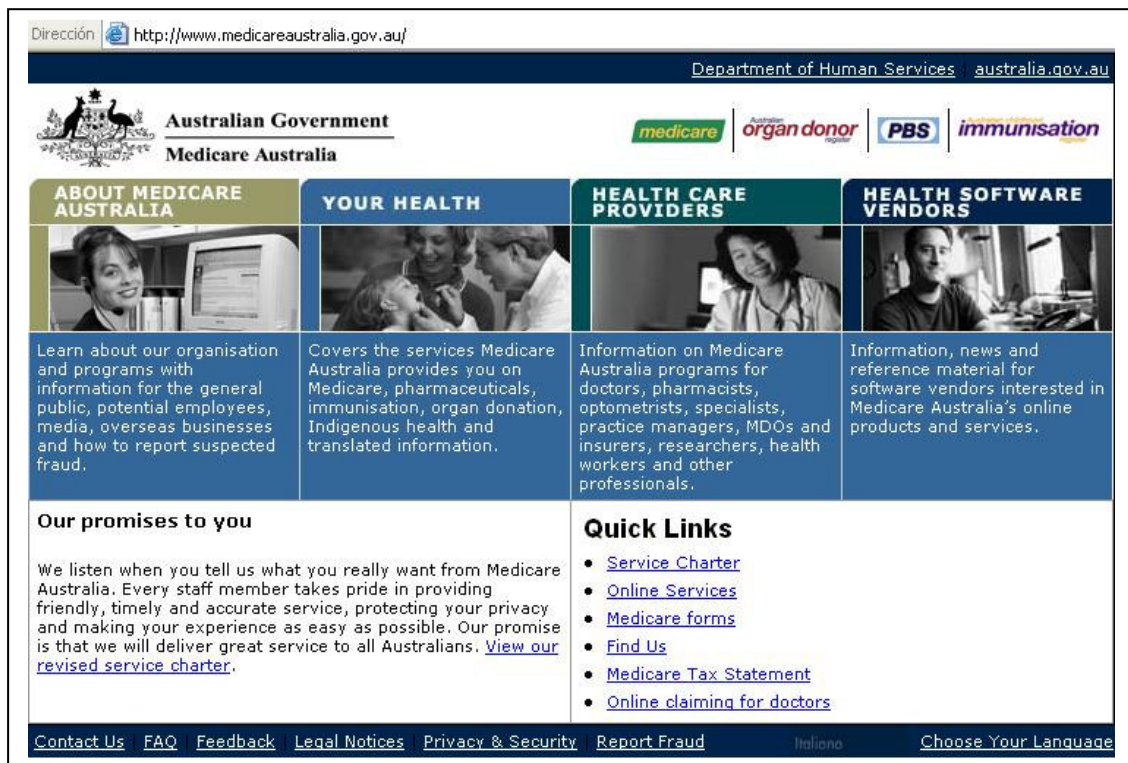 Dirección http://www.medicareaustralia.gov.au/
Department of Human Services australia.gov.au
Australian Government
Medicare Australia
medicare
Australian
organ donor
register
PBS
Australian childhood
immunisation
register
ABOUT MEDICARE
AUSTRALIA
YOUR HEALTH
HEALTH CARE
PROVIDERS
HEALTH SOFTWARE
VENDORS
Learn about our organisation
and programs with
information for the general
public, potential employees,
media, overseas businesses
and how to report suspected
fraud.
Covers the services Medicare
Australia provides you on
Medicare, pharmaceuticals,
immunisation, organ donation,
Indigenous health and
translated information.
Information on Medicare
Australia programs for
doctors, pharmacists,
optometrists, specialists,
practice managers, MDOs and
insurers, researchers, health
workers and other
professionals.
Information, news and
reference material for
software vendors interested in
Medicare Australia's online
products and services.
Our promises to you
We listen when you tell us what you really want from Medicare
Australia. Every staff member takes pride in providing
friendly, timely and accurate service, protecting your privacy
and making your experience as easy as possible. Our promise
is that we will deliver great service to all Australians. View our
revised service charter.
Quick Links
• Service Charter
• Online Services
• Medicare forms
• Find Us
• Medicare Tax Statement
• Online claiming for doctors
Contact Us FAQ Feedback Legal Notices Privacy & Security Report Fraud Italiano Choose Your Language